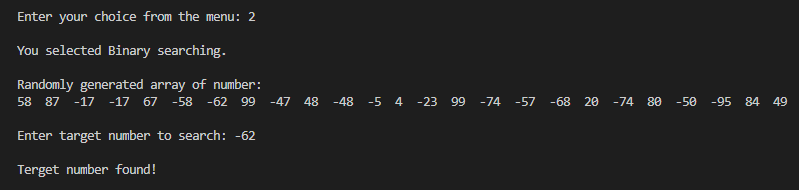 Enter your choice from the menu: 2
You selected Binary searching.
Randomly generated array of number:
58  87  -17  -17  67  -58  -62  99  -47  48  -48  -5  4  -23  99  -74  -57  -68  20  -74  80  -50  -95  84  49
Enter target number to search: -62
Terget number found!